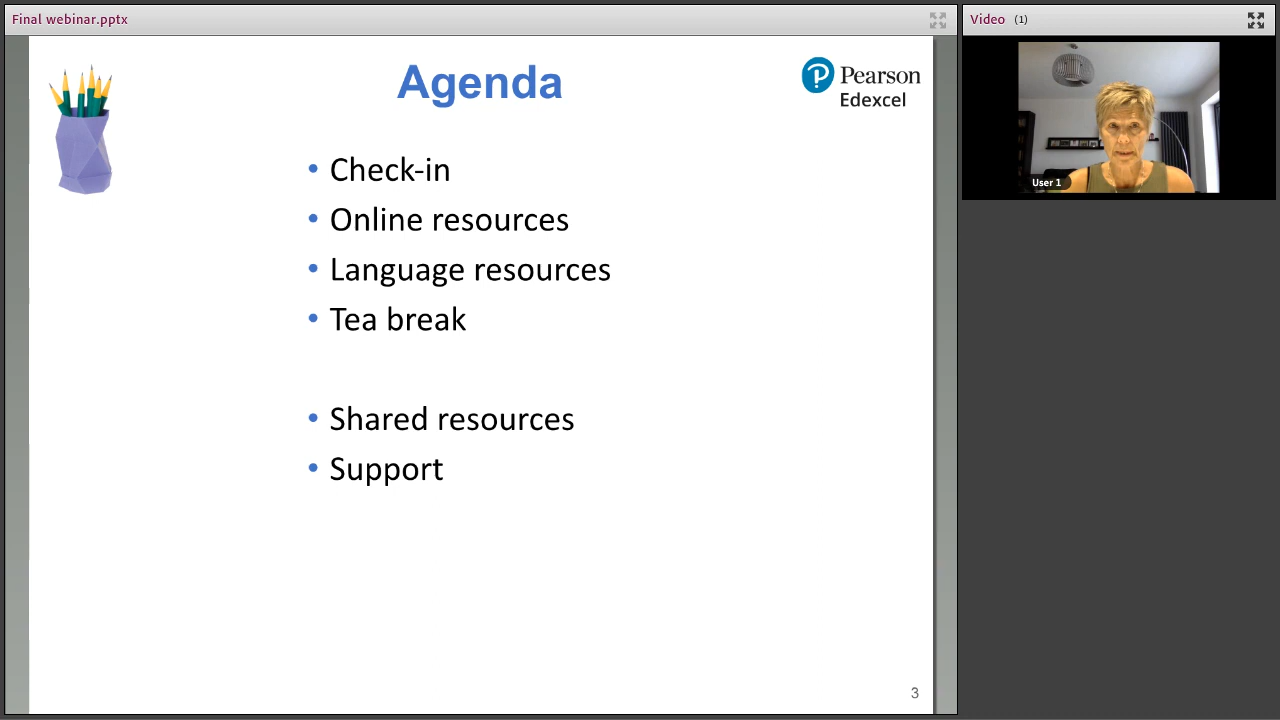 Final webinar.pptx
Video (1)
Agenda
Pearson
Edexcel
• Check-in
• Online resources
• Language resources
• Tea break
• Shared resources
• Support
User 1
3